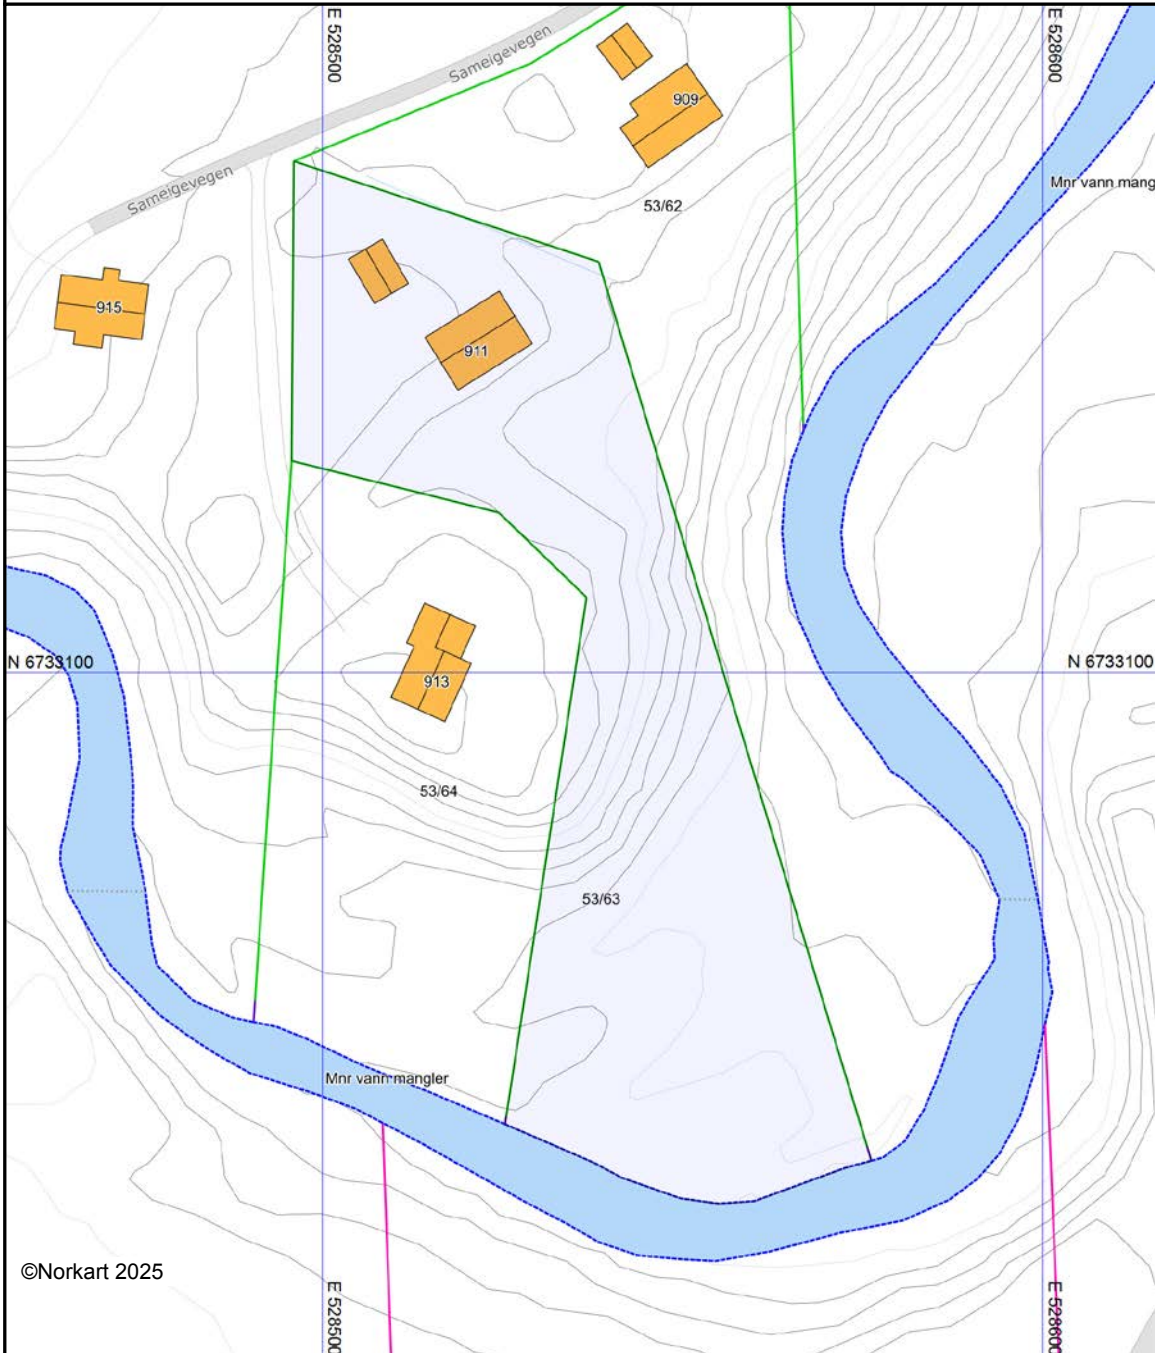 E 528500
E 528600
Sameigevegen
909
Sameigevegen
Mnr vann mang
53/62
915
911
N 6733100
N 6733100
913
53/64
53/63
Mnr vann mangler
©Norkart 2025
E 528500
E 528600